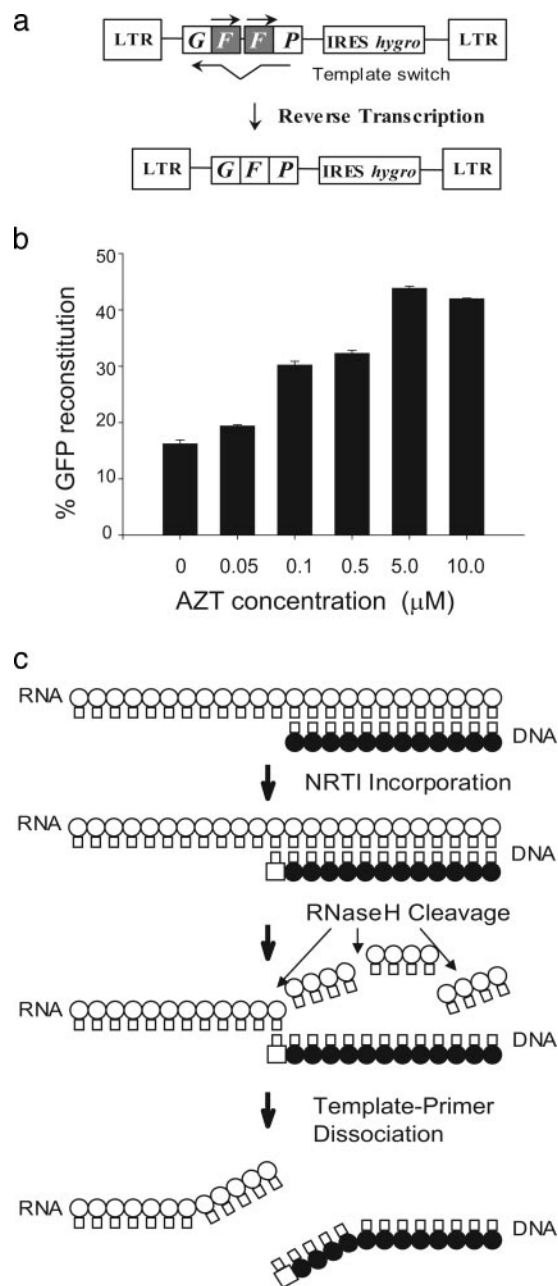 a
LTR G F F P IRES hygro LTR
Template switch
Reverse Transcription
LTR G F P IRES hygro LTR
b
% GFP reconstitution
50
40
30
20
10
0
0 0.05 0.1 0.5 5.0 10.0
AZT concentration (μM)
c
RNA
DNA
NRTI Incorporation
RNA
DNA
RNaseH Cleavage
RNA
DNA
Template-Primer
Dissociation
RNA
DNA